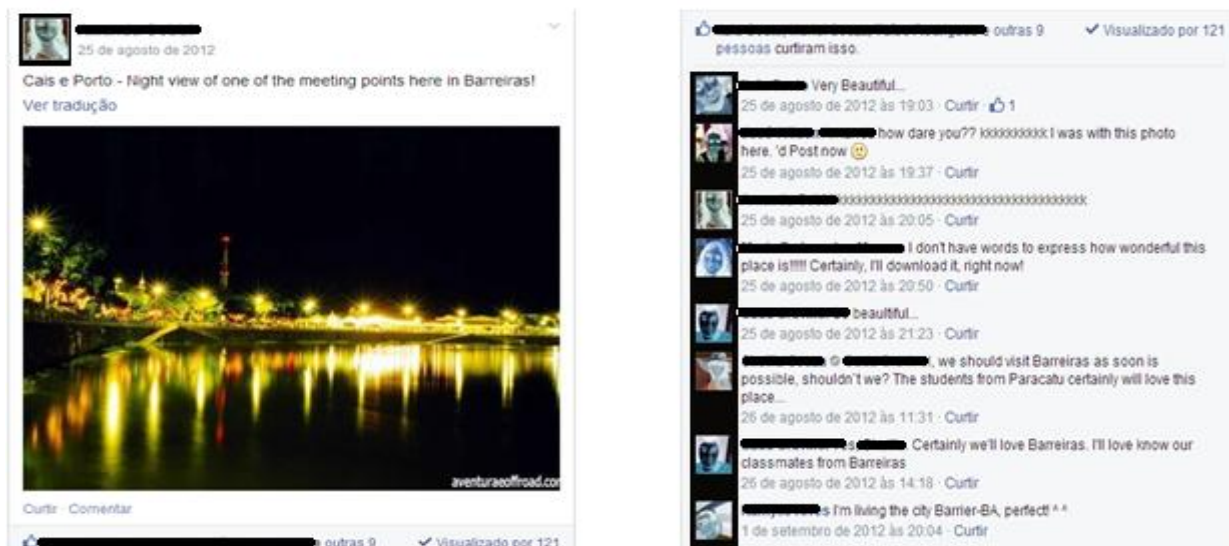 25 de agosto de 2012
Cais e Porto - Night view of one of the meeting points here in Barreiras!
Ver tradução
aventuraeoffroad.com
Curtir · Comentar
outras 9 Visualizado por 121
e outras 9 Visualizado por 121
pessoas curtiram isso.
Very Beautiful...
25 de agosto de 2012 às 19:03 · Curtir · 1
how dare you?? kkkkkkkkkk I was with this photo
here. 'd Post now
25 de agosto de 2012 às 19:37 · Curtir
25 de agosto de 2012 às 20:05 · Curtir
I don't have words to express how wonderful this
place is!!!!! Certainly, I'll download it, right now!
25 de agosto de 2012 às 20:50 · Curtir
beaultiful...
25 de agosto de 2012 às 21:23 · Curtir
, we should visit Barreiras as soon is
possible, shouldn't we? The students from Paracatu certainly will love this
place...
26 de agosto de 2012 às 11:31 · Curtir
Certainly we'll love Barreiras. I'll love know our
classmates from Barreiras
26 de agosto de 2012 às 14:18 · Curtir
I'm living the city Barrier-BA, perfect! ^^
1 de setembro de 2012 às 20:04 · Curtir